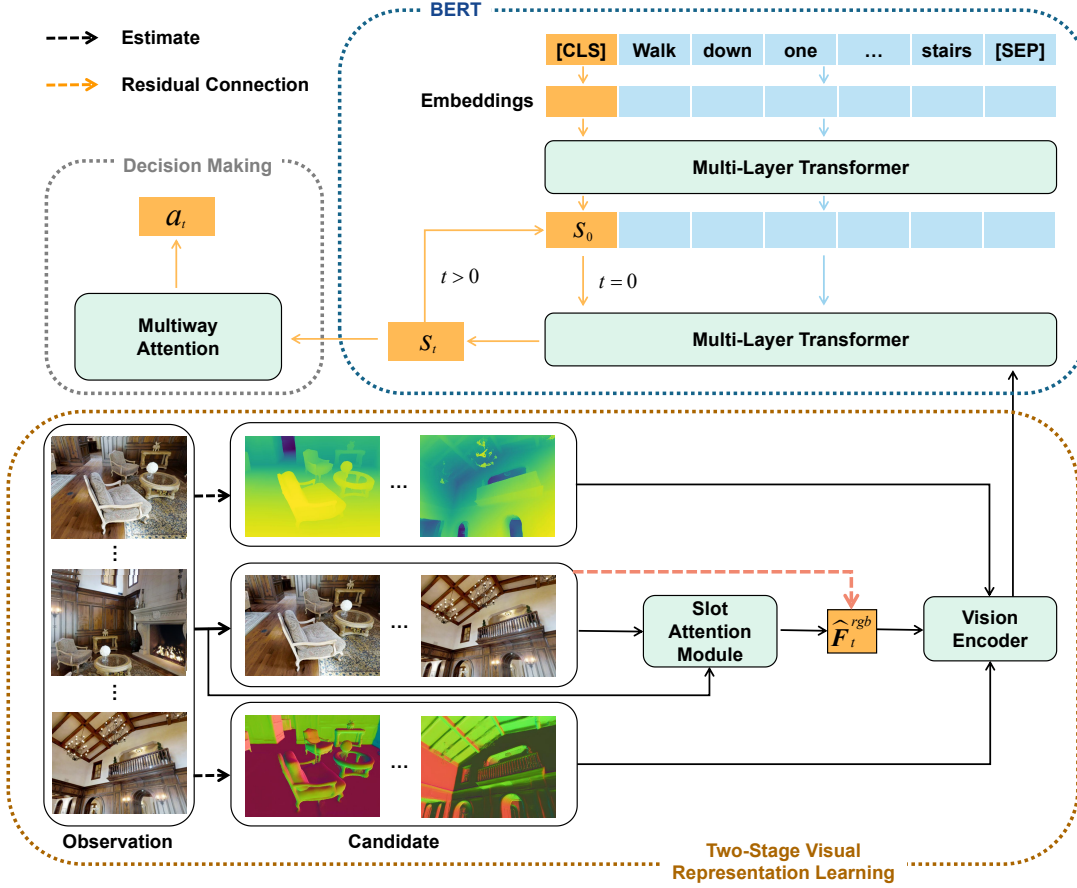 BERT
Estimate
Residual Connection
[CLS] Walk down one ... stairs [SEP]
Embeddings
Multi-Layer Transformer
Decision Making
a_t
s_0
t > 0
t = 0
Multiway
Attention
s_t
Multi-Layer Transformer
...
...
Slot
Attention
Module
F̂_t^{rgb}
Vision
Encoder
...
...
...
Observation
Candidate
Two-Stage Visual
Representation Learning